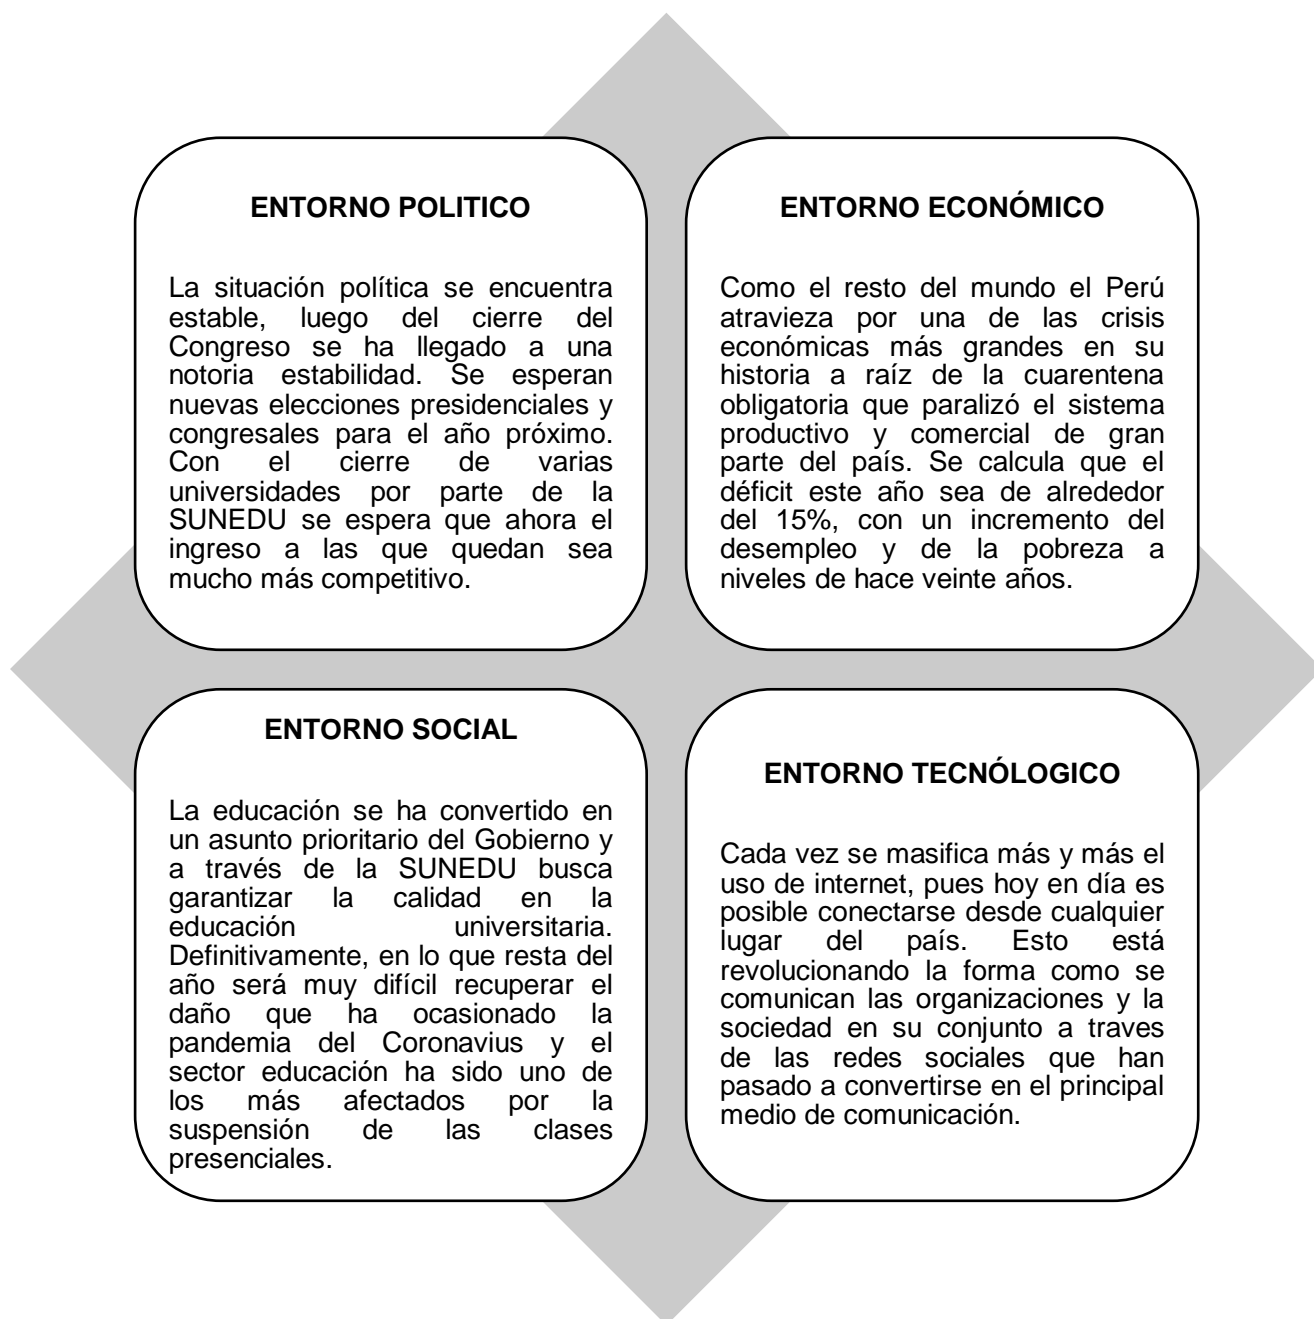 ENTORNO POLITICO
La situación política se encuentra
estable, luego del cierre del
Congreso se ha llegado a una
notoria estabilidad. Se esperan
nuevas elecciones presidenciales y
congresales para el año próximo.
Con el cierre de varias
universidades por parte de la
SUNEDU se espera que ahora el
ingreso a las que quedan sea
mucho más competitivo.
ENTORNO ECONÓMICO
Como el resto del mundo el Perú
atravieza por una de las crisis
económicas más grandes en su
historia a raíz de la cuarentena
obligatoria que paralizó el sistema
productivo y comercial de gran
parte del país. Se calcula que el
déficit este año sea de alrededor
del 15%, con un incremento del
desempleo y de la pobreza a
niveles de hace veinte años.
ENTORNO SOCIAL
La educación se ha convertido en
un asunto prioritario del Gobierno y
a través de la SUNEDU busca
garantizar la calidad en la
educación universitaria.
Definitivamente, en lo que resta del
año será muy difícil recuperar el
daño que ha ocasionado la
pandemia del Coronavius y el
sector educación ha sido uno de
los más afectados por la
suspensión de las clases
presenciales.
ENTORNO TECNÓLOGICO
Cada vez se masifica más y más el
uso de internet, pues hoy en día es
posible conectarse desde cualquier
lugar del país. Esto está
revolucionando la forma como se
comunican las organizaciones y la
sociedad en su conjunto a traves
de las redes sociales que han
pasado a convertirse en el principal
medio de comunicación.